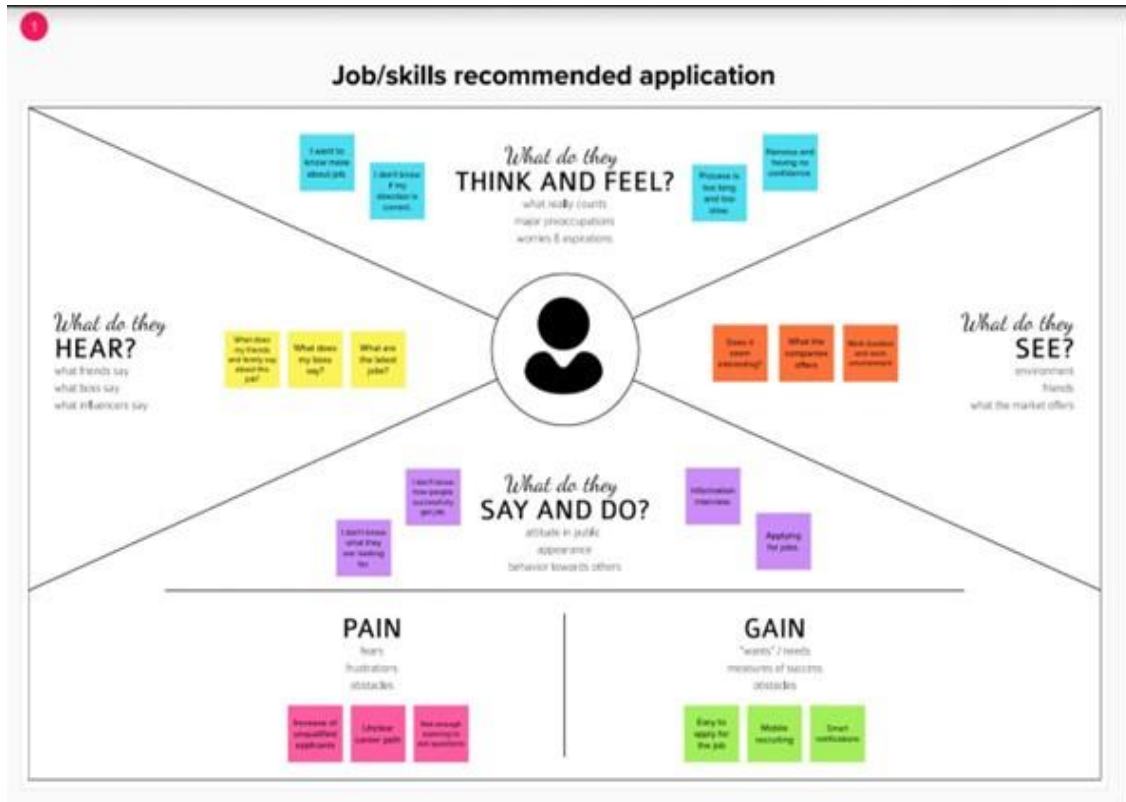 1
Job/skills recommended application
I want to
know more
about job.
I don't know
if my
direction is
correct.
What do they
THINK AND FEEL?
what really counts
major preoccupations
worries & aspirations
Process is
too long
and too
slow.
Nervous and
having no
confidence.
What do they
HEAR?
what friends say
what boss say
what influencers say
What does
my friends
and family say
about this
job?
What does
my boss
say?
What are
the latest
jobs?
Does it
seem
interesting?
What the
companies
offers
Work
and work
environment
What do they
SEE?
environment
friends
what the market offers
I don't know
how people
successfully
get job.
I don't know
what they
are looking
for.
What do they
SAY AND DO?
attitude in public
appearance
behavior towards others
Information
interview.
Applying
for jobs.
PAIN
fears
frustrations
obstacles
Increase of
unqualified
applicants
Unclear
career path
Not enough
ask questions
GAIN
"wants" / needs
measures of success
obstacles
Easy to
apply for
the job
Mobile
recruiting
Smart
notifications